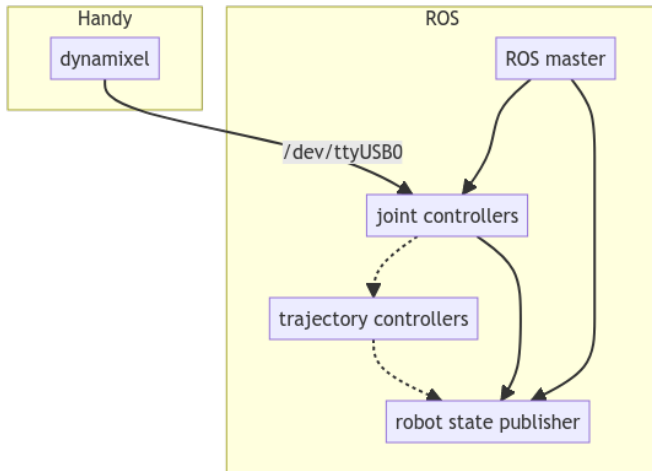 Handy
ROS
dynamixel
ROS master
/dev/ttyUSB0
joint controllers
trajectory controllers
robot state publisher